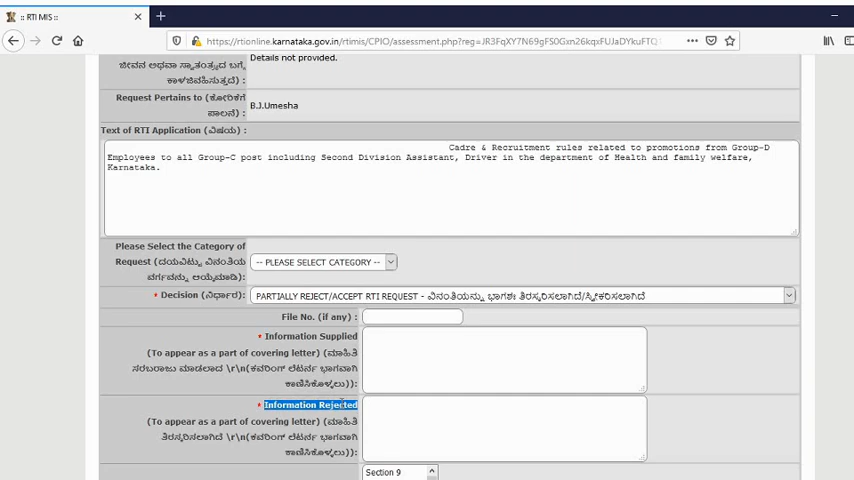 :: RTI MIS ::
https://rtionline.karnataka.gov.in/rtimis/CPIO/assessment.php?reg=JR3FqXY7N69gFS0Gxn26kqxFUJaDYkuFTQ
ಜೀವನ ಅಥವಾ ಸ್ವಾತಂತ್ರ್ಯದ ಬಗ್ಗೆ
ಕಾಳಜಿವಹಿಸುತ್ತದೆ) :
Details not provided.
Request Pertains to (ಕೋರಿಕೆಗೆ
ಪಾಲನೆ) :
B.J.Umesha
Text of RTI Application (ವಿಷಯ) :
Cadre & Recruitment rules related to promotions from Group-D
Employees to all Group-C post including Second Division Assistant, Driver in the department of Health and family welfare,
Karnataka.
Please Select the Category of
Request (ದಯವಿಟ್ಟು ವಿನಂತಿಯ
ವರ್ಗವನ್ನು ಆಯ್ಕೆಮಾಡಿ):
-- PLEASE SELECT CATEGORY --
* Decision (ನಿರ್ಧಾರ):
PARTIALLY REJECT/ACCEPT RTI REQUEST - ವಿನಂತಿಯನ್ನು ಭಾಗಶಃ ತಿರಸ್ಕರಿಸಲಾಗಿದೆ/ಸ್ವೀಕರಿಸಲಾಗಿದೆ
File No. (if any) :
* Information Supplied
(To appear as a part of covering letter) (ಮಾಹಿತಿ
ಸರಬರಾಜು ಮಾಡಲಾದ \r\n(ಕವರಿಂಗ್ ಲೆಟರ್ನ ಭಾಗವಾಗಿ
ಕಾಣಿಸಿಕೊಳ್ಳಲು)):
* Information Rejected
(To appear as a part of covering letter) (ಮಾಹಿತಿ
ತಿರಸ್ಕರಿಸಲಾಗಿದೆ \r\n(ಕವರಿಂಗ್ ಲೆಟರ್ನ ಭಾಗವಾಗಿ
ಕಾಣಿಸಿಕೊಳ್ಳಲು)):
Section 9